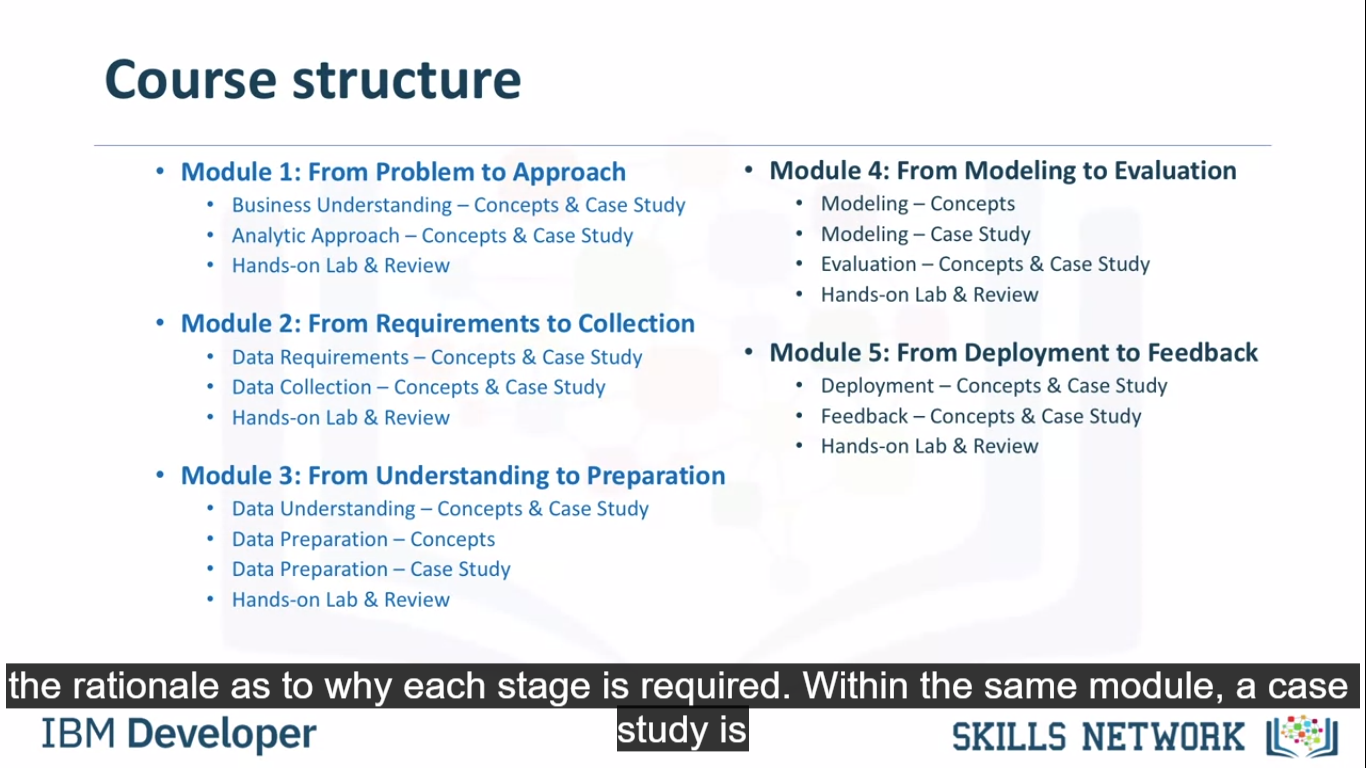 Course structure
• Module 1: From Problem to Approach
• Business Understanding – Concepts & Case Study
• Analytic Approach – Concepts & Case Study
• Hands-on Lab & Review
• Module 2: From Requirements to Collection
• Data Requirements – Concepts & Case Study
• Data Collection – Concepts & Case Study
• Hands-on Lab & Review
• Module 3: From Understanding to Preparation
• Data Understanding – Concepts & Case Study
• Data Preparation – Concepts
• Data Preparation – Case Study
• Hands-on Lab & Review
• Module 4: From Modeling to Evaluation
• Modeling – Concepts
• Modeling – Case Study
• Evaluation – Concepts & Case Study
• Hands-on Lab & Review
• Module 5: From Deployment to Feedback
• Deployment – Concepts & Case Study
• Feedback – Concepts & Case Study
• Hands-on Lab & Review
the rationale as to why each stage is required. Within the same module, a case
study is
IBM Developer
SKILLS NETWORK